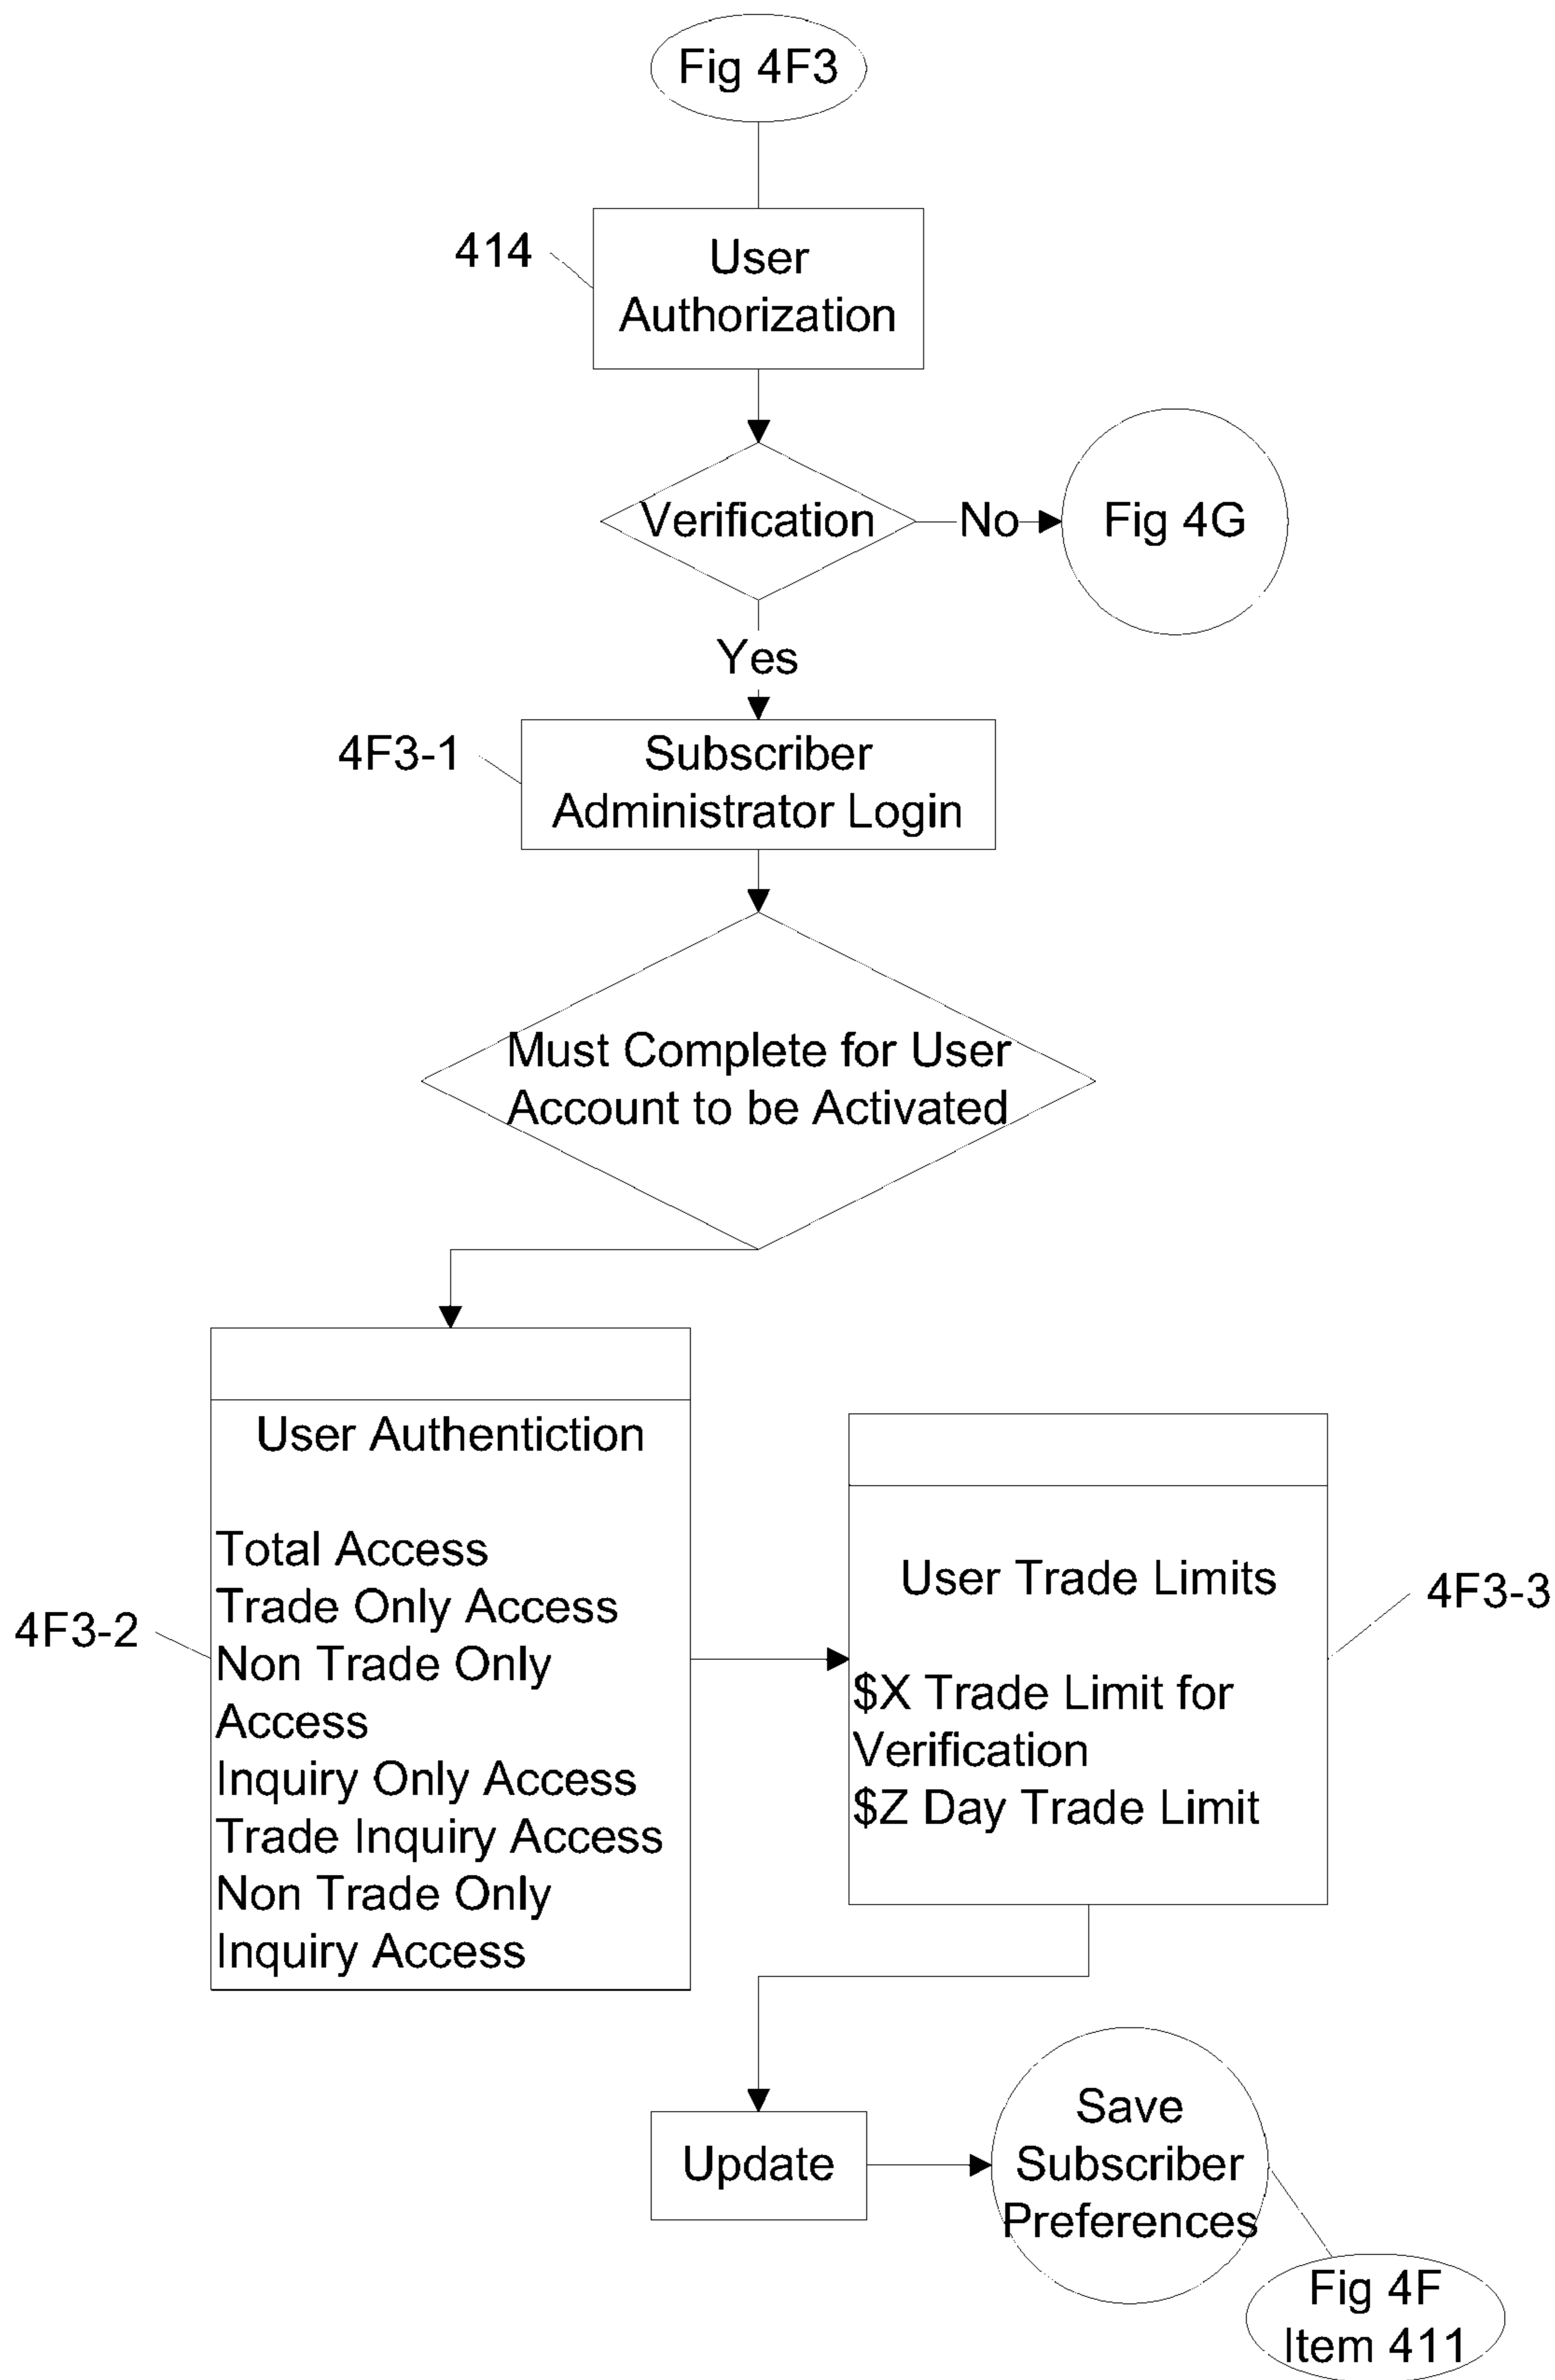 Fig 4F3
414
User
Authorization
Verification
No
Fig 4G
Yes
4F3-1
Subscriber
Administrator Login
Must Complete for User
Account to be Activated
User Authentiction
Total Access
Trade Only Access
4F3-2
Non Trade Only
Access
Inquiry Only Access
Trade Inquiry Access
Non Trade Only
Inquiry Access
User Trade Limits
4F3-3
$X Trade Limit for
Verification
$Z Day Trade Limit
Update
Save
Subscriber
Preferences
Fig 4F
Item 411